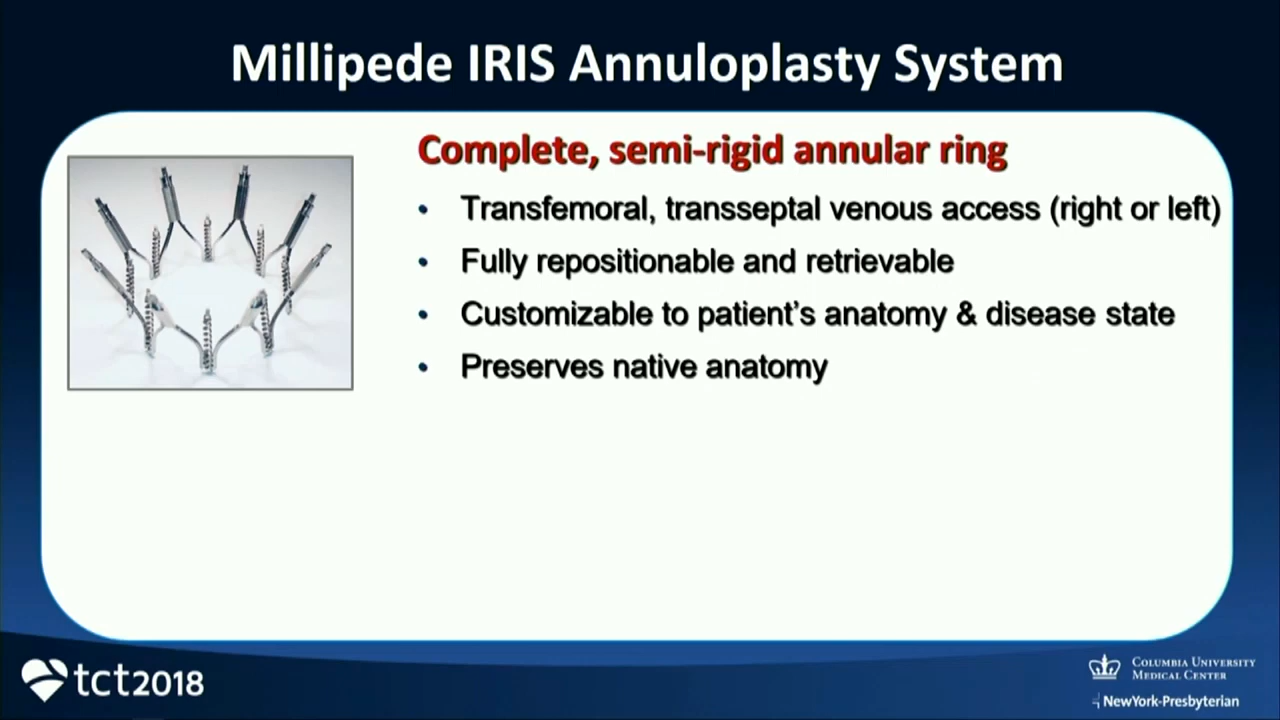 Millipede IRIS Annuloplasty System
Complete, semi-rigid annular ring
• Transfemoral, transseptal venous access (right or left)
• Fully repositionable and retrievable
• Customizable to patient's anatomy & disease state
• Preserves native anatomy
tct2018
COLUMBIA UNIVERSITY
MEDICAL CENTER
NewYork-Presbyterian